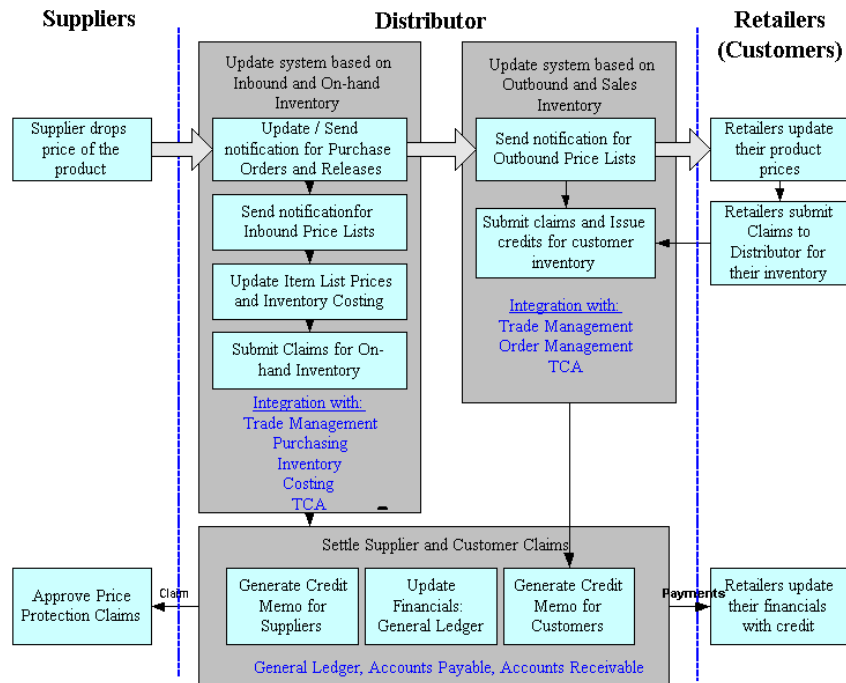 Suppliers
Distributor
Retailers
(Customers)
Update system based on
Inbound and On-hand
Inventory
Update system based on
Outbound and Sales
Inventory
Supplier drops
price of the
product
Update / Send
notification for Purchase
Orders and Releases
Send notification for
Outbound Price Lists
Retailers update
their product
prices
Send notificationfor
Inbound Price Lists
Submit claims and Issue
credits for customer
inventory
Retailers submit
Claims to
Distributor for
their inventory
Update Item List Prices
and Inventory Costing
Submit Claims for On-
hand Inventory
Integration with:
Trade Management
Order Management
TCA
Integration with:
Trade Management
Purchasing
Inventory
Costing
TCA
Settle Supplier and Customer Claims
Approve Price
Protection Claims
Claim
Generate Credit
Memo for
Suppliers
Update
Financials:
General Ledger
Generate Credit
Memo for
Customers
Payments
Retailers update
their financials
with credit
General Ledger, Accounts Payable, Accounts Receivable